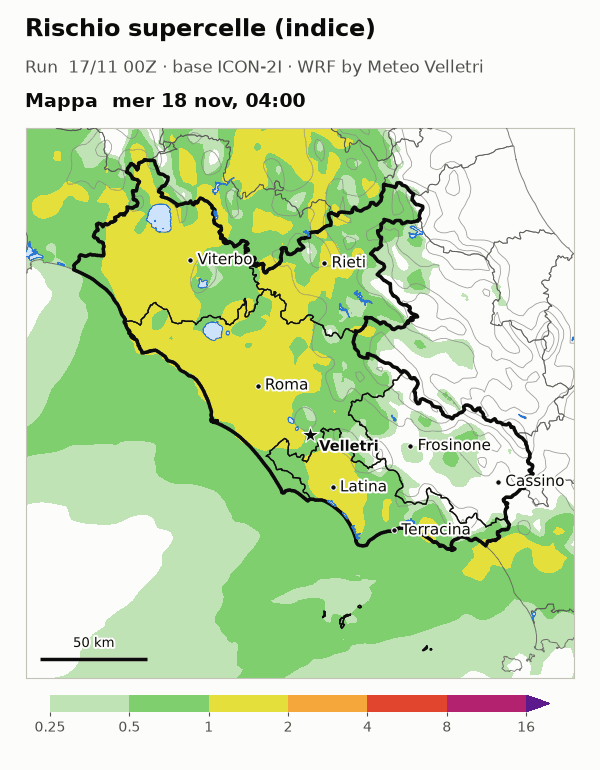 Rischio supercelle (indice)
Run  17/11 00Z · base ICON-2I · WRF by Meteo Velletri
Mappa  mer 18 nov, 04:00
Viterbo
Rieti
Roma
Velletri
Frosinone
Cassino
Latina
Terracina
50 km
0.25 0.5 1 2 4 8 16